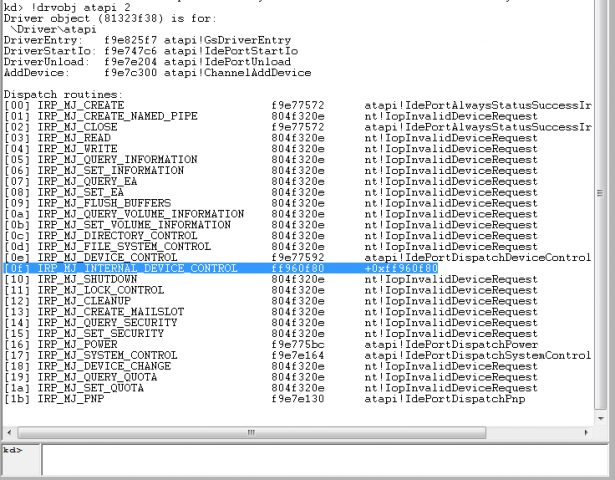 kd> !drvobj atapi 2
Driver object (81323f38) is for:
\Driver\atapi
DriverEntry: f9e825f7 atapi!GsDriverEntry
DriverStartIo: f9e747c6 atapi!IdePortStartIo
DriverUnload: f9e7e204 atapi!IdePortUnload
AddDevice: f9e7c300 atapi!ChannelAddDevice
Dispatch routines:
[00] IRP_MJ_CREATE f9e77572 atapi!IdePortAlwaysStatusSuccessIr
[01] IRP_MJ_CREATE_NAMED_PIPE 804f320e nt!IopInvalidDeviceRequest
[02] IRP_MJ_CLOSE f9e77572 atapi!IdePortAlwaysStatusSuccessIr
[03] IRP_MJ_READ 804f320e nt!IopInvalidDeviceRequest
[04] IRP_MJ_WRITE 804f320e nt!IopInvalidDeviceRequest
[05] IRP_MJ_QUERY_INFORMATION 804f320e nt!IopInvalidDeviceRequest
[06] IRP_MJ_SET_INFORMATION 804f320e nt!IopInvalidDeviceRequest
[07] IRP_MJ_QUERY_EA 804f320e nt!IopInvalidDeviceRequest
[08] IRP_MJ_SET_EA 804f320e nt!IopInvalidDeviceRequest
[09] IRP_MJ_FLUSH_BUFFERS 804f320e nt!IopInvalidDeviceRequest
[0a] IRP_MJ_QUERY_VOLUME_INFORMATION 804f320e nt!IopInvalidDeviceRequest
[0b] IRP_MJ_SET_VOLUME_INFORMATION 804f320e nt!IopInvalidDeviceRequest
[0c] IRP_MJ_DIRECTORY_CONTROL 804f320e nt!IopInvalidDeviceRequest
[0d] IRP_MJ_FILE_SYSTEM_CONTROL 804f320e nt!IopInvalidDeviceRequest
[0e] IRP_MJ_DEVICE_CONTROL f9e77592 atapi!IdePortDispatchDeviceControl
[0f] IRP_MJ_INTERNAL_DEVICE_CONTROL ff960f80 +0xff960f80
[10] IRP_MJ_SHUTDOWN 804f320e nt!IopInvalidDeviceRequest
[11] IRP_MJ_LOCK_CONTROL 804f320e nt!IopInvalidDeviceRequest
[12] IRP_MJ_CLEANUP 804f320e nt!IopInvalidDeviceRequest
[13] IRP_MJ_CREATE_MAILSLOT 804f320e nt!IopInvalidDeviceRequest
[14] IRP_MJ_QUERY_SECURITY 804f320e nt!IopInvalidDeviceRequest
[15] IRP_MJ_SET_SECURITY 804f320e nt!IopInvalidDeviceRequest
[16] IRP_MJ_POWER f9e775bc atapi!IdePortDispatchPower
[17] IRP_MJ_SYSTEM_CONTROL f9e7e164 atapi!IdePortDispatchSystemControl
[18] IRP_MJ_DEVICE_CHANGE 804f320e nt!IopInvalidDeviceRequest
[19] IRP_MJ_QUERY_QUOTA 804f320e nt!IopInvalidDeviceRequest
[1a] IRP_MJ_SET_QUOTA 804f320e nt!IopInvalidDeviceRequest
[1b] IRP_MJ_PNP f9e7e130 atapi!IdePortDispatchPnp
kd>